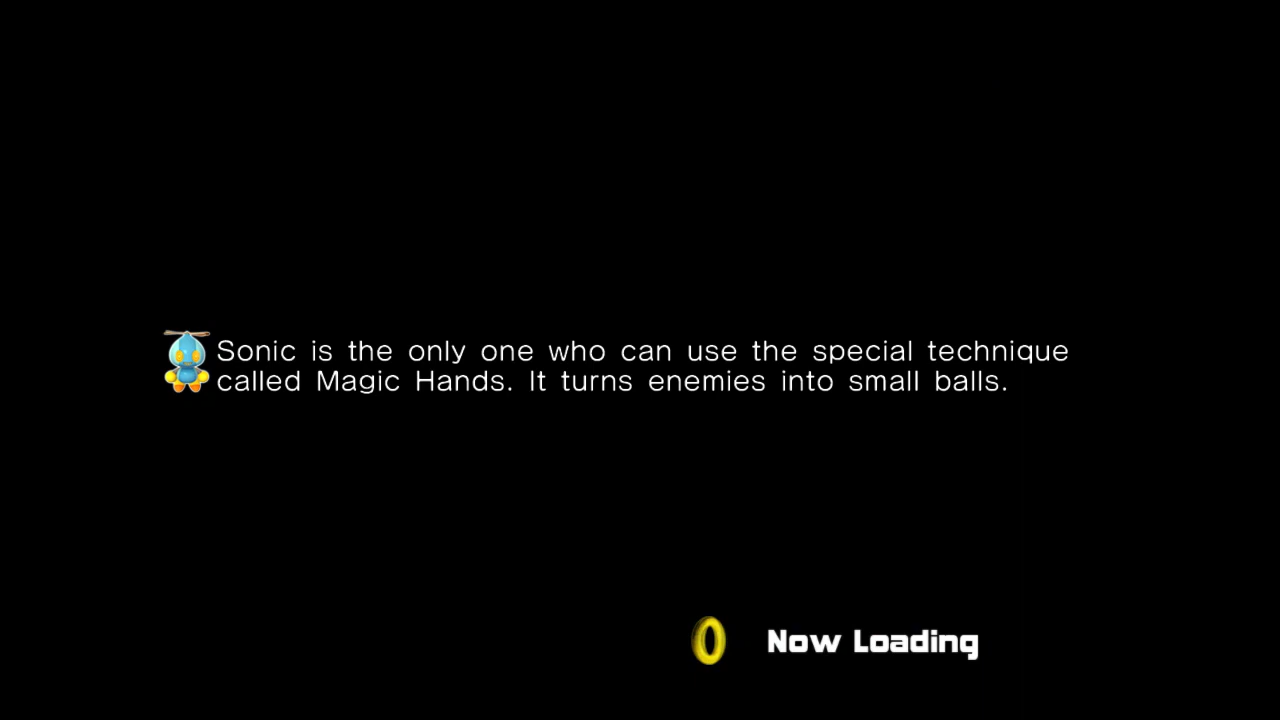 Sonic is the only one who can use the special technique
called Magic Hands. It turns enemies into small balls.
Now Loading